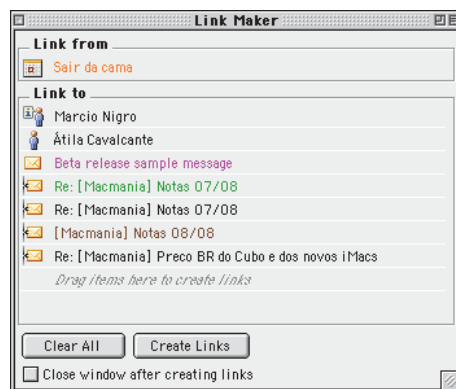 Link Maker
Link from
Sair da cama
Link to
Marcio Nigro
Átila Cavalcante
Beta release sample message
Re: [Macmania] Notas 07/08
Re: [Macmania] Notas 07/08
[Macmania] Notas 08/08
Re: [Macmania] Preco BR do Cubo e dos novos iMacs
Drag items here to create links
Clear All Create Links
Close window after creating links